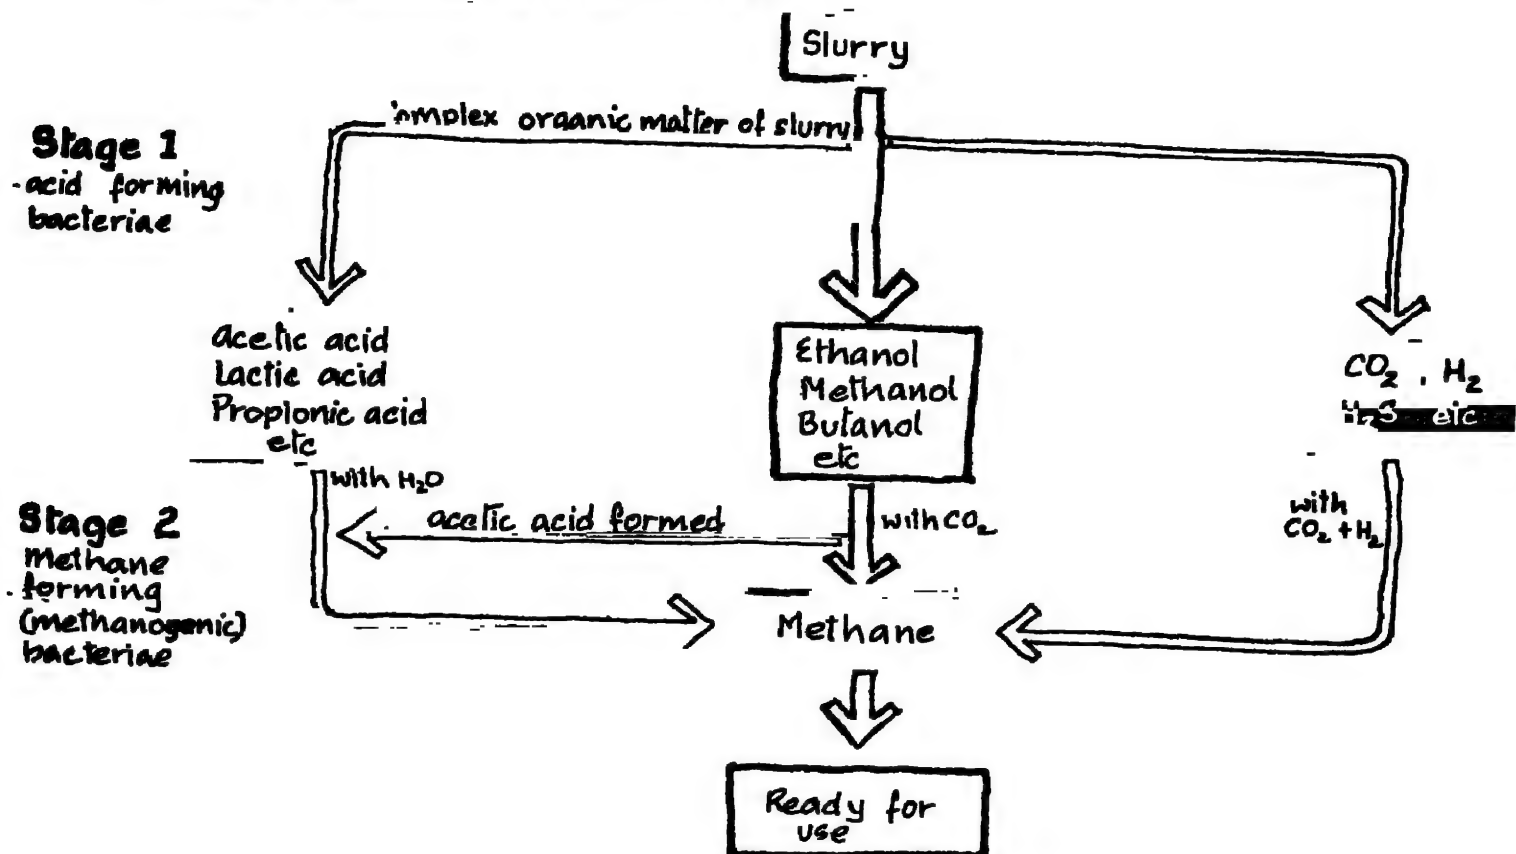 Slurry
omplex organic matter of slurry
Stage 1
acid forming
bacteriae
acetic acid
Lactic acid
Propionic acid
etc
Ethanol
Methanol
Butanol
etc
CO₂ , H₂
H₂S etc
with H₂O
acetic acid formed
with CO₂
with
CO₂ + H₂
Stage 2
Methane
forming
(methanogenic)
bacteriae
Methane
Ready for
use